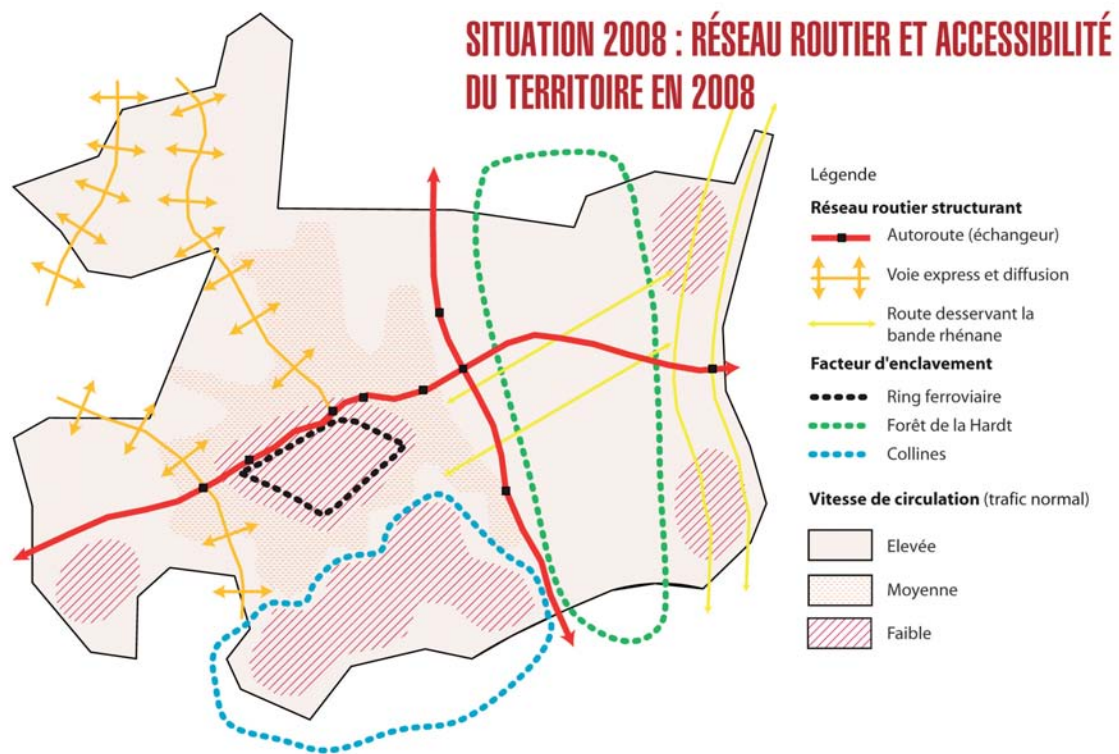 SITUATION 2008 : RÉSEAU ROUTIER ET ACCESSIBILITÉ
DU TERRITOIRE EN 2008
Légende
Réseau routier structurant
Autoroute (échangeur)
Voie express et diffusion
Route desservant la
bande rhénane
Facteur d'enclavement
Ring ferroviaire
Forêt de la Hardt
Collines
Vitesse de circulation (trafic normal)
Elevée
Moyenne
Faible